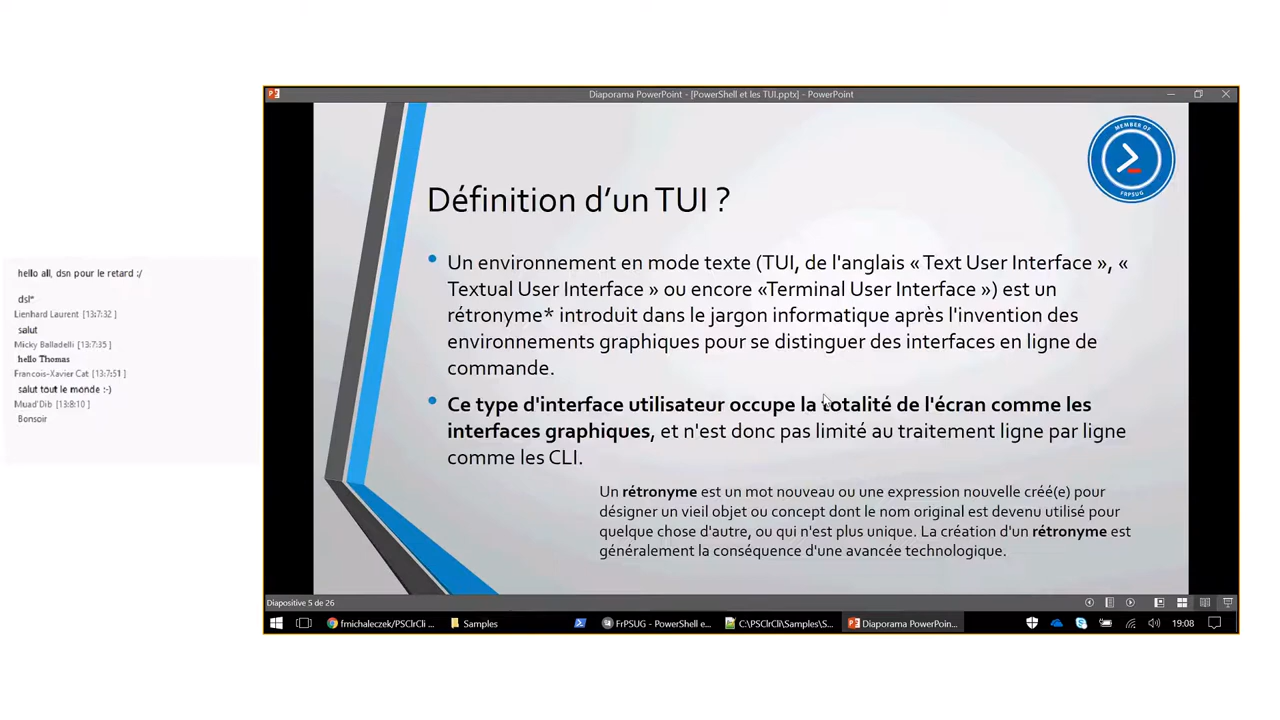 hello all, dsn pour le retard :/
dsl*
Lienhard Laurent [13:7:32 ]
salut
Micky Balladelli [13:7:35 ]
hello Thomas
Francois-Xavier Cat [13:7:51 ]
salut tout le monde :-)
Muad'Dib [13:8:10 ]
Bonsoir
Diaporama PowerPoint - [PowerShell et les TUI.pptx] - PowerPoint
MEMBER OF
FRPSUG
Définition d’un TUI ?
• Un environnement en mode texte (TUI, de l'anglais « Text User Interface », «
Textual User Interface » ou encore «Terminal User Interface ») est un
rétronyme* introduit dans le jargon informatique après l'invention des
environnements graphiques pour se distinguer des interfaces en ligne de
commande.
• Ce type d'interface utilisateur occupe la totalité de l'écran comme les
interfaces graphiques, et n'est donc pas limité au traitement ligne par ligne
comme les CLI.
Un rétronyme est un mot nouveau ou une expression nouvelle créé(e) pour
désigner un vieil objet ou concept dont le nom original est devenu utilisé pour
quelque chose d'autre, ou qui n'est plus unique. La création d'un rétronyme est
généralement la conséquence d'une avancée technologique.
Diapositive 5 de 26
fmichaleczek/PSClrCli ...
Samples
FrPSUG - PowerShell e...
C:\PSClrCli\Samples\S...
Diaporama PowerPoin...
19:08